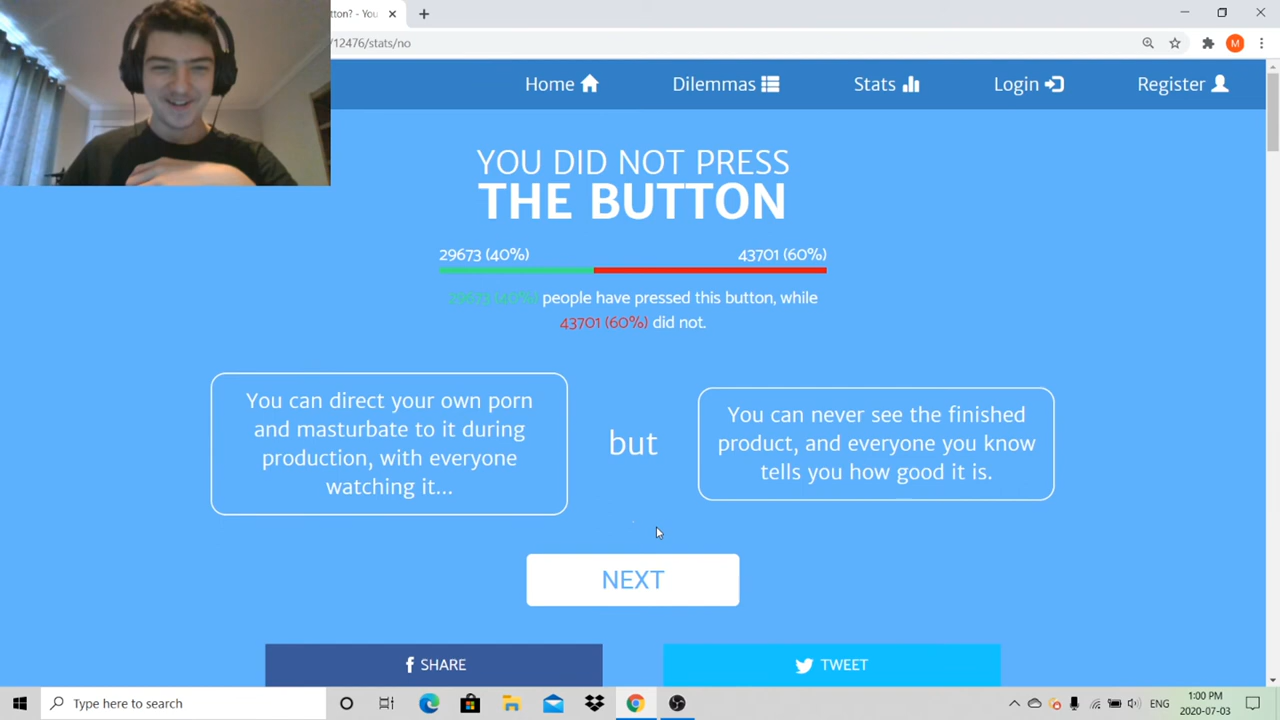 tton? - You
/12476/stats/no
M
Home
Dilemmas
Stats
Login
Register
YOU DID NOT PRESS
THE BUTTON
29673 (40%)
43701 (60%)
29673 (40%) people have pressed this button, while
43701 (60%) did not.
You can direct your own porn
and masturbate to it during
production, with everyone
watching it...
but
You can never see the finished
product, and everyone you know
tells you how good it is.
NEXT
f SHARE
TWEET
Type here to search
ENG
1:00 PM
2020-07-03